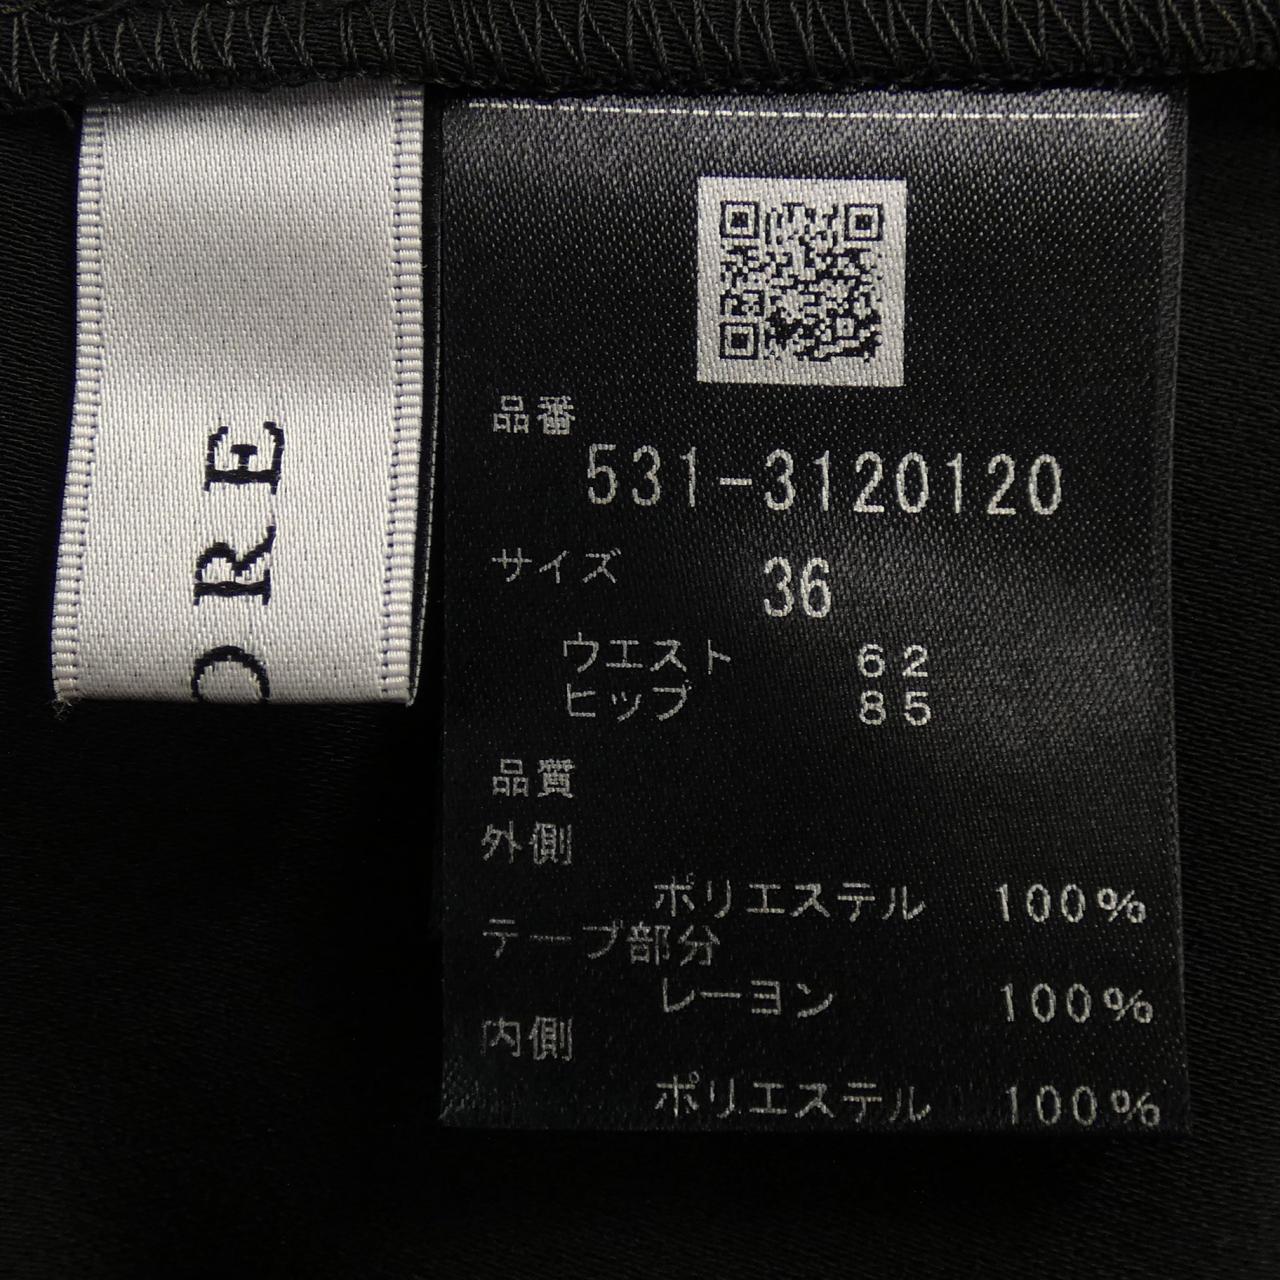 ORE
品番
531-3120120
サイズ 36
ウエスト 62
ヒップ 85
品質
外側
ポリエステル 100%
テープ部分
レーヨン 100%
内側
ポリエステル 100%